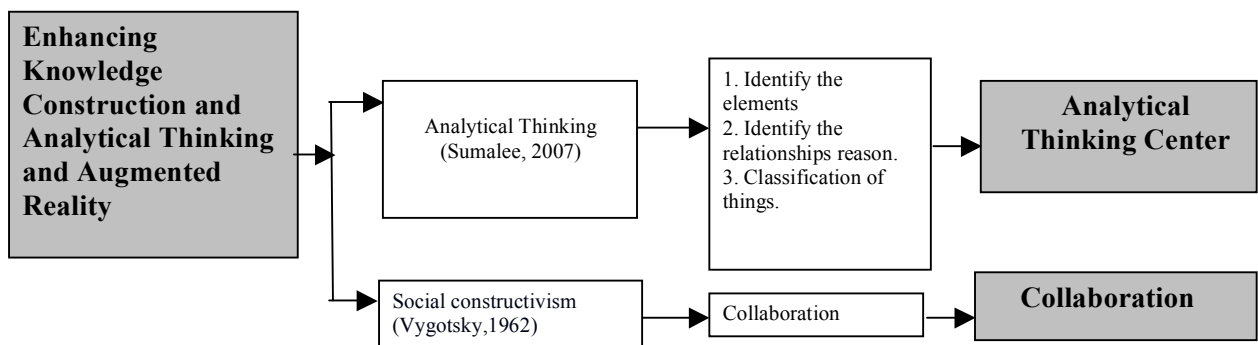 Enhancing
Knowledge
Construction and
Analytical Thinking
and Augmented
Reality
Analytical Thinking
(Sumalee, 2007)
1. Identify the
elements
2. Identify the
relationships reason.
3. Classification of
things.
Analytical
Thinking Center
Social constructivism
(Vygotsky,1962)
Collaboration
Collaboration